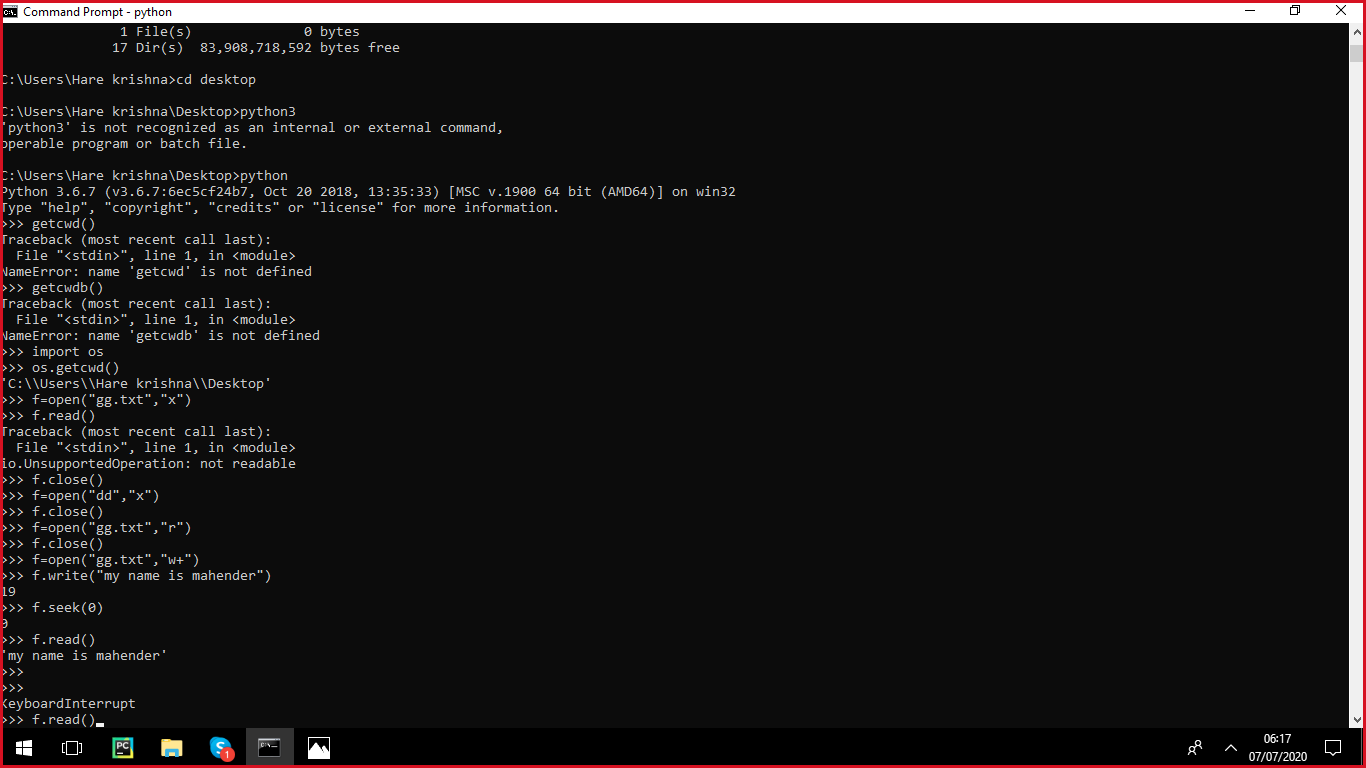 Command Prompt - python
1 File(s) 0 bytes
17 Dir(s) 83,908,718,592 bytes free
C:\Users\Hare krishna>cd desktop
C:\Users\Hare krishna\Desktop>python3
'python3' is not recognized as an internal or external command,
operable program or batch file.
C:\Users\Hare krishna\Desktop>python
Python 3.6.7 (v3.6.7:6ec5cf24b7, Oct 20 2018, 13:35:33) [MSC v.1900 64 bit (AMD64)] on win32
Type "help", "copyright", "credits" or "license" for more information.
>>> getcwd()
Traceback (most recent call last):
  File "<stdin>", line 1, in <module>
NameError: name 'getcwd' is not defined
>>> getcwdb()
Traceback (most recent call last):
  File "<stdin>", line 1, in <module>
NameError: name 'getcwdb' is not defined
>>> import os
>>> os.getcwd()
'C:\\Users\\Hare krishna\\Desktop'
>>> f=open("gg.txt","x")
>>> f.read()
Traceback (most recent call last):
  File "<stdin>", line 1, in <module>
io.UnsupportedOperation: not readable
>>> f.close()
>>> f=open("dd","x")
>>> f.close()
>>> f=open("gg.txt","r")
>>> f.close()
>>> f=open("gg.txt","w+")
>>> f.write("my name is mahender")
19
>>> f.seek(0)
0
>>> f.read()
'my name is mahender'
>>>
>>>
KeyboardInterrupt
>>> f.read()
PC
1
06:17
07/07/2020